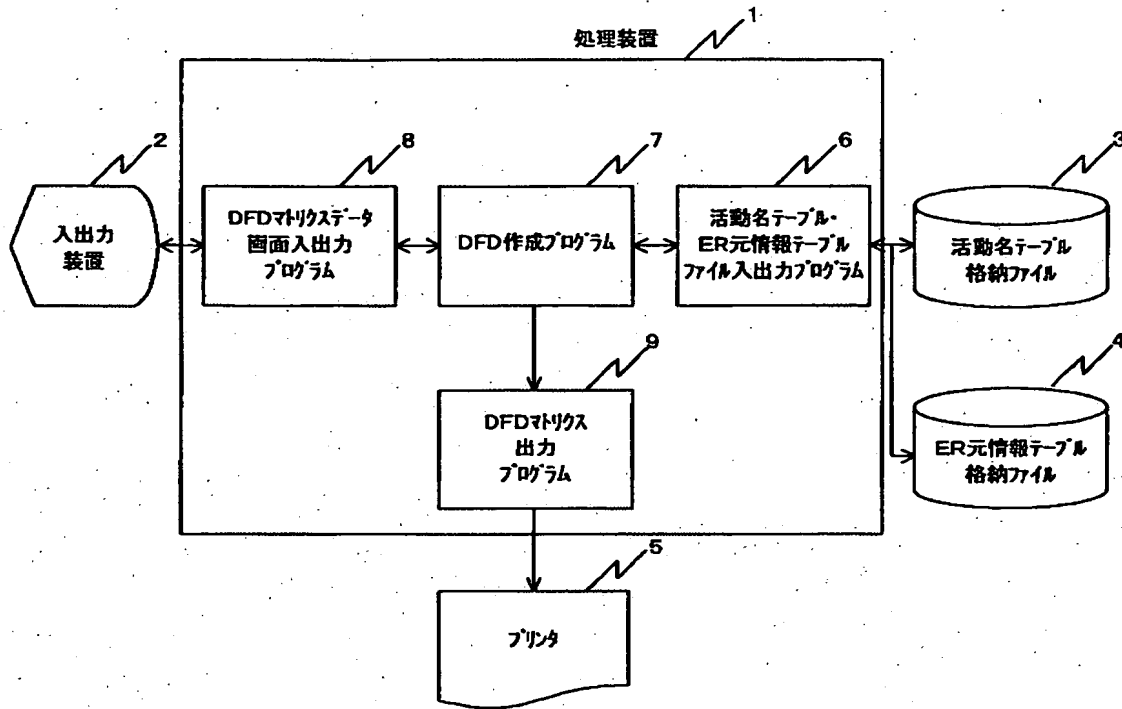 処理装置
1
2
8
7
6
3
入出力
装置
DFDマトリクスデータ
画面入出力
プログラム
DFD作成プログラム
活動名テーブル・
ER元情報テーブル
ファイル入出力プログラム
活動名テーブル
格納ファイル
9
4
DFDマトリクス
出力
プログラム
ER元情報テーブル
格納ファイル
5
プリンタ